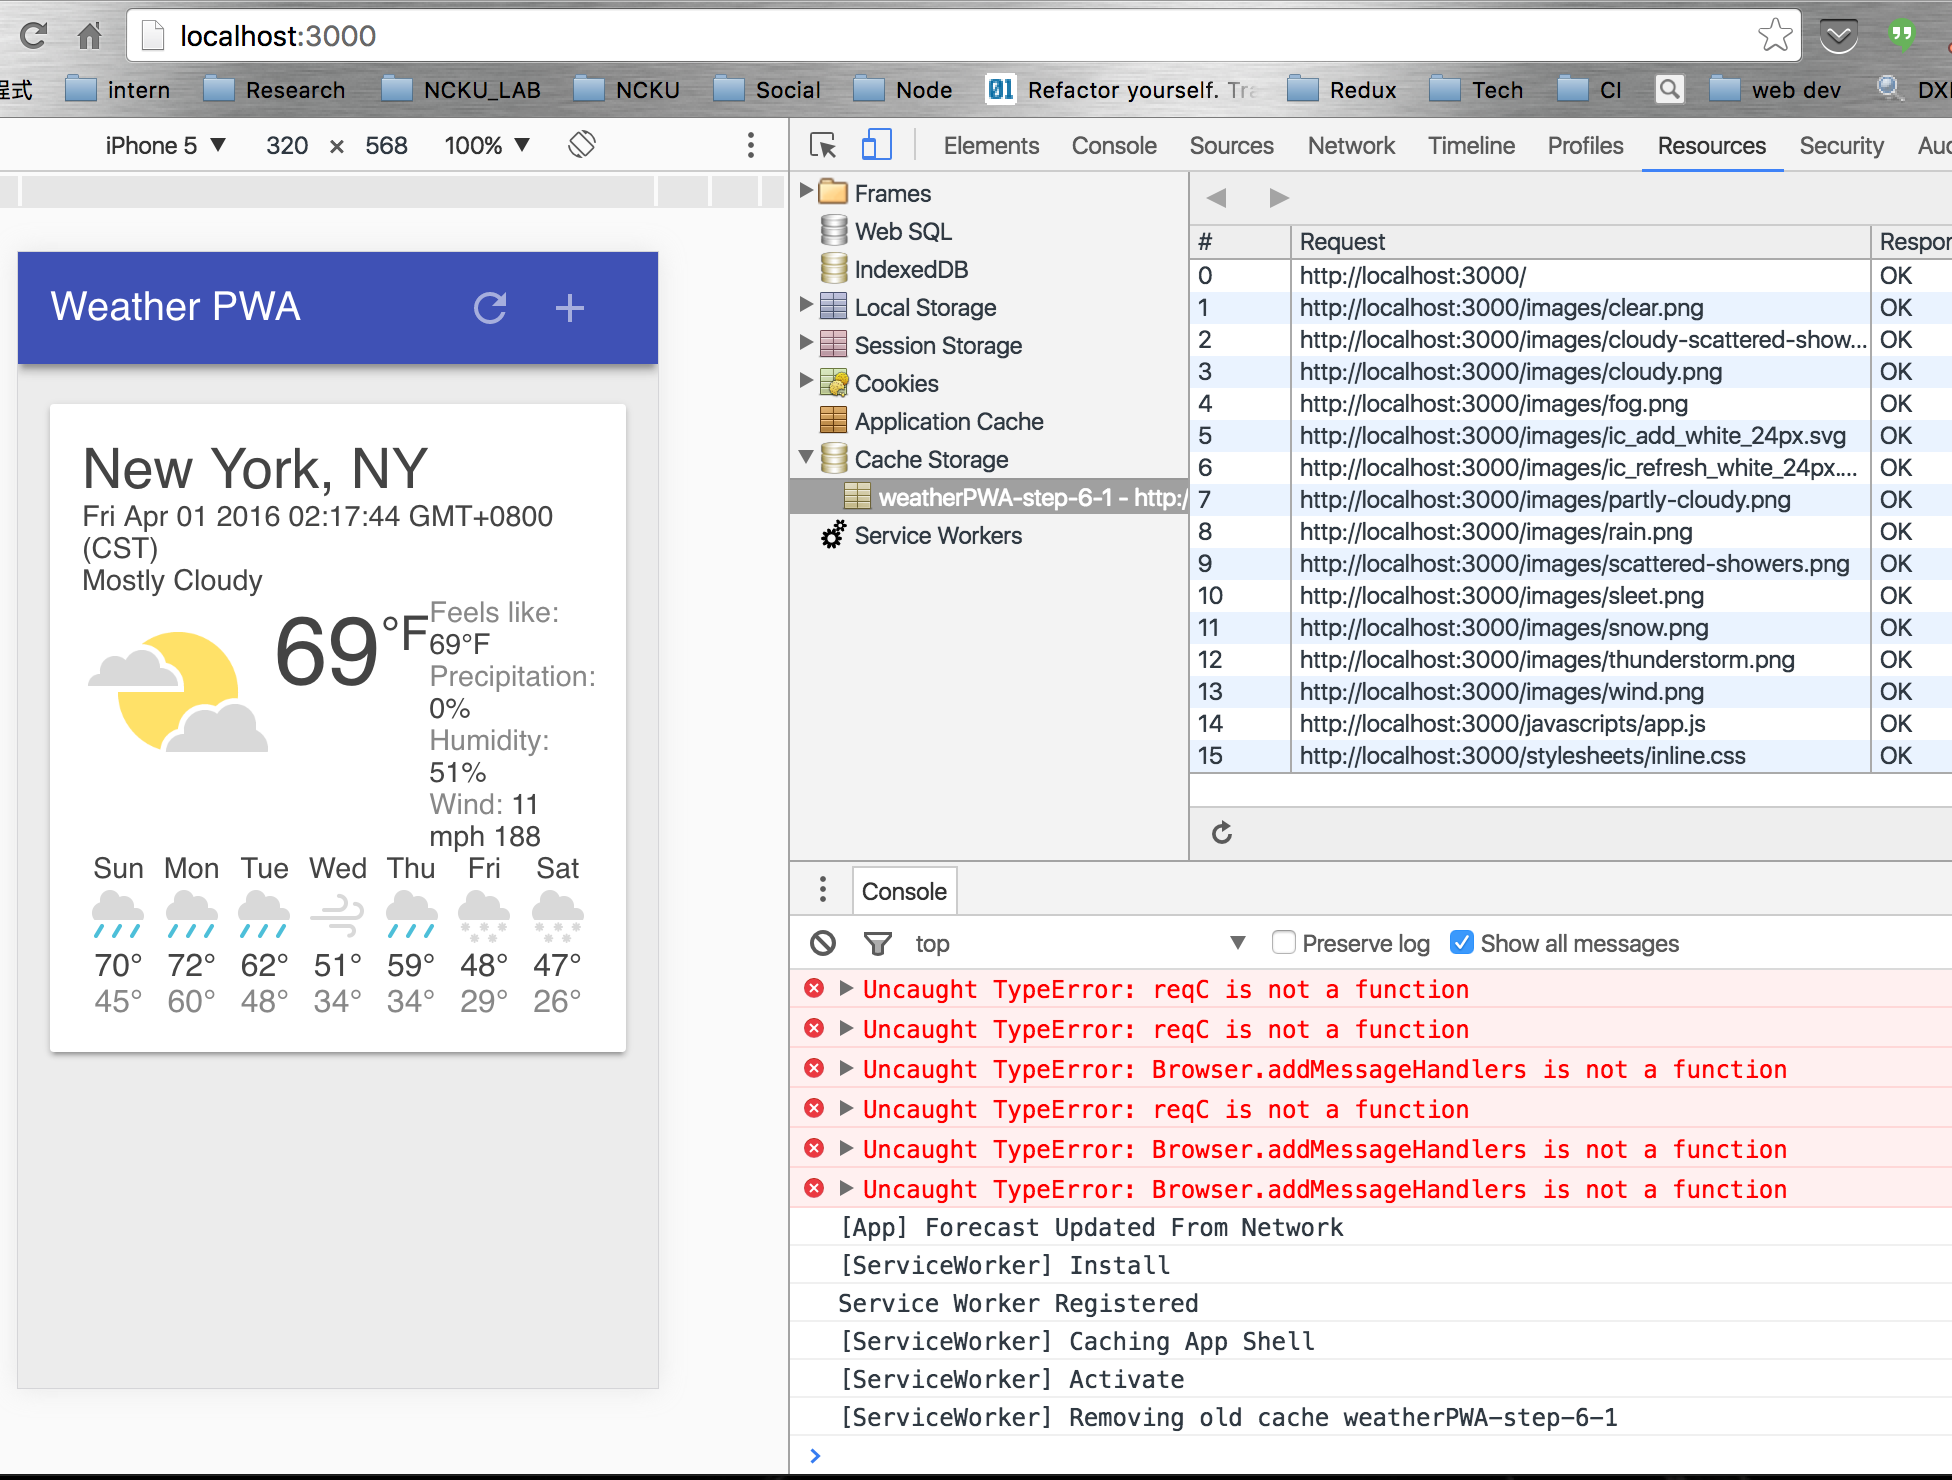 localhost:3000
程式 intern Research NCKU_LAB NCKU Social Node 01 Refactor yourself. Tra Redux Tech CI web dev DX
iPhone 5 ▼ 320 × 568 100% ▼
Elements Console Sources Network Timeline Profiles Resources Security Aud
Weather PWA
New York, NY
Fri Apr 01 2016 02:17:44 GMT+0800
(CST)
Mostly Cloudy
69°F
Feels like:
69°F
Precipitation:
0%
Humidity:
51%
Wind: 11
mph 188
Sun Mon Tue Wed Thu Fri Sat
70° 72° 62° 51° 59° 48° 47°
45° 60° 48° 34° 34° 29° 26°
Frames
Web SQL
IndexedDB
Local Storage
Session Storage
Cookies
Application Cache
Cache Storage
weatherPWA-step-6-1 - http:/
Service Workers
# Request Respon
0 http://localhost:3000/ OK
1 http://localhost:3000/images/clear.png OK
2 http://localhost:3000/images/cloudy-scattered-show... OK
3 http://localhost:3000/images/cloudy.png OK
4 http://localhost:3000/images/fog.png OK
5 http://localhost:3000/images/ic_add_white_24px.svg OK
6 http://localhost:3000/images/ic_refresh_white_24px.... OK
7 http://localhost:3000/images/partly-cloudy.png OK
8 http://localhost:3000/images/rain.png OK
9 http://localhost:3000/images/scattered-showers.png OK
10 http://localhost:3000/images/sleet.png OK
11 http://localhost:3000/images/snow.png OK
12 http://localhost:3000/images/thunderstorm.png OK
13 http://localhost:3000/images/wind.png OK
14 http://localhost:3000/javascripts/app.js OK
15 http://localhost:3000/stylesheets/inline.css OK
Console
top ▼ Preserve log Show all messages
Uncaught TypeError: reqC is not a function
Uncaught TypeError: reqC is not a function
Uncaught TypeError: Browser.addMessageHandlers is not a function
Uncaught TypeError: reqC is not a function
Uncaught TypeError: Browser.addMessageHandlers is not a function
Uncaught TypeError: Browser.addMessageHandlers is not a function
[App] Forecast Updated From Network
[ServiceWorker] Install
Service Worker Registered
[ServiceWorker] Caching App Shell
[ServiceWorker] Activate
[ServiceWorker] Removing old cache weatherPWA-step-6-1